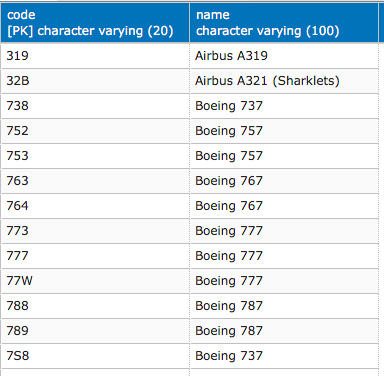 code name
[PK] character varying (20) character varying (100)
319 Airbus A319
32B Airbus A321 (Sharklets)
738 Boeing 737
752 Boeing 757
753 Boeing 757
763 Boeing 767
764 Boeing 767
773 Boeing 777
777 Boeing 777
77W Boeing 777
788 Boeing 787
789 Boeing 787
7S8 Boeing 737